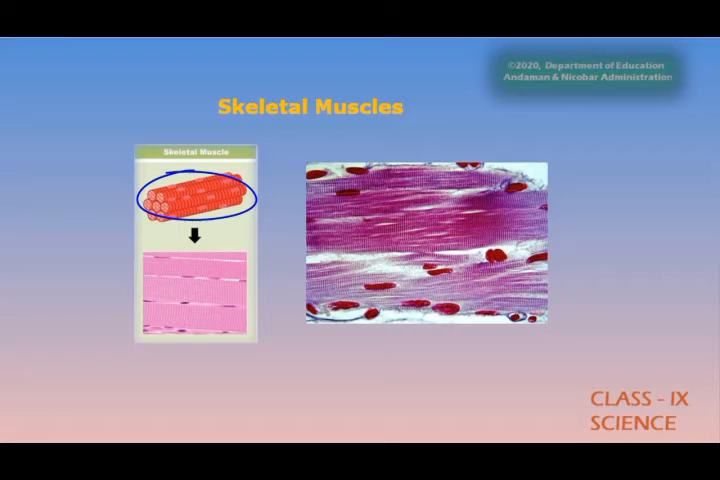 ©2020, Department of Education
Andaman & Nicobar Administration
Skeletal Muscles
Skeletal Muscle
CLASS - IX
SCIENCE